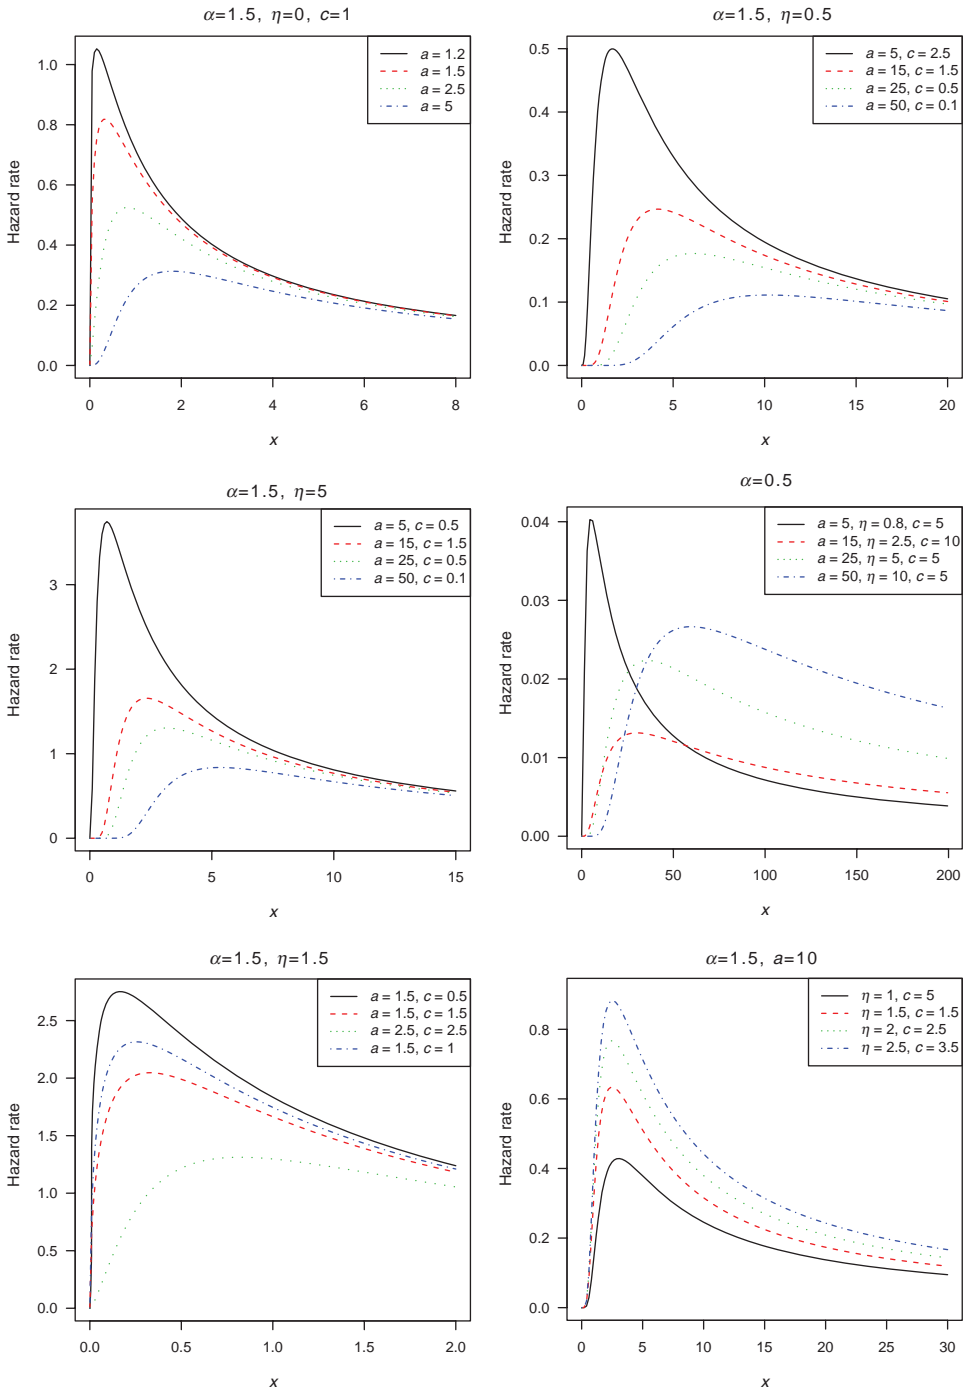 α=1.5, η=0, c=1
Hazard rate
1.0
0.8
0.6
0.4
0.2
0.0
a = 1.2
a = 1.5
a = 2.5
a = 5
0 2 4 6 8
x
α=1.5, η=0.5
Hazard rate
0.5
0.4
0.3
0.2
0.1
0.0
a = 5, c = 2.5
a = 15, c = 1.5
a = 25, c = 0.5
a = 50, c = 0.1
0 5 10 15 20
x
α=1.5, η=5
Hazard rate
3
2
1
0
a = 5, c = 0.5
a = 15, c = 1.5
a = 25, c = 0.5
a = 50, c = 0.1
0 5 10 15
x
α=0.5
Hazard rate
0.04
0.03
0.02
0.01
0.00
a = 5, η = 0.8, c = 5
a = 15, η = 2.5, c = 10
a = 25, η = 5, c = 5
a = 50, η = 10, c = 5
0 50 100 150 200
x
α=1.5, η=1.5
Hazard rate
2.5
2.0
1.5
1.0
0.5
0.0
a = 1.5, c = 0.5
a = 1.5, c = 1.5
a = 2.5, c = 2.5
a = 1.5, c = 1
0.0 0.5 1.0 1.5 2.0
x
α=1.5, a=10
Hazard rate
0.8
0.6
0.4
0.2
0.0
η = 1, c = 5
η = 1.5, c = 1.5
η = 2, c = 2.5
η = 2.5, c = 3.5
0 5 10 15 20 25 30
x